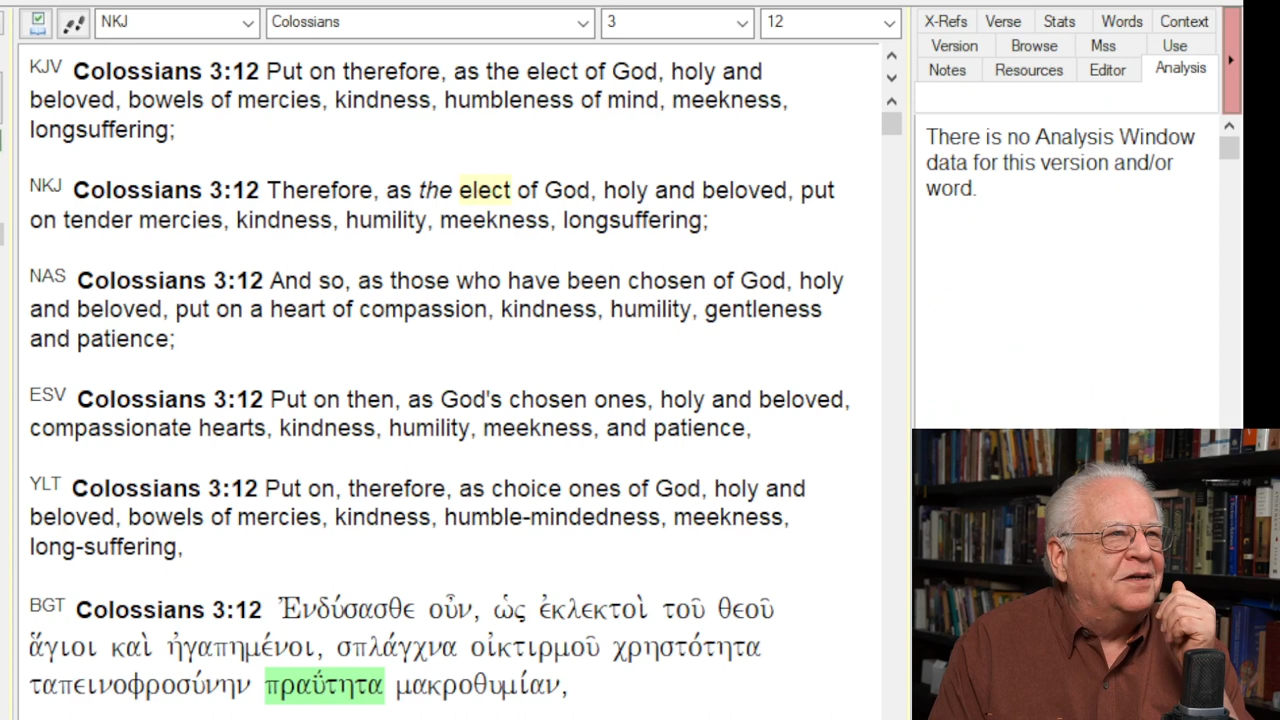 NKJ Colossians 3 12
X-Refs Verse Stats Words Context
Version Browse Mss Use
Notes Resources Editor Analysis
KJV Colossians 3:12 Put on therefore, as the elect of God, holy and
beloved, bowels of mercies, kindness, humbleness of mind, meekness,
longsuffering;
NKJ Colossians 3:12 Therefore, as the elect of God, holy and beloved, put
on tender mercies, kindness, humility, meekness, longsuffering;
NAS Colossians 3:12 And so, as those who have been chosen of God, holy
and beloved, put on a heart of compassion, kindness, humility, gentleness
and patience;
ESV Colossians 3:12 Put on then, as God's chosen ones, holy and beloved,
compassionate hearts, kindness, humility, meekness, and patience,
YLT Colossians 3:12 Put on, therefore, as choice ones of God, holy and
beloved, bowels of mercies, kindness, humble-mindedness, meekness,
long-suffering,
BGT Colossians 3:12 Ἐνδύσασθε οὖν, ὡς ἐκλεκτοὶ τοῦ θεοῦ
ἅγιοι καὶ ἠγαπημένοι, σπλάγχνα οἰκτιρμοῦ χρηστότητα
ταπεινοφροσύνην πραΰτητα μακροθυμίαν,
There is no Analysis Window
data for this version and/or
word.